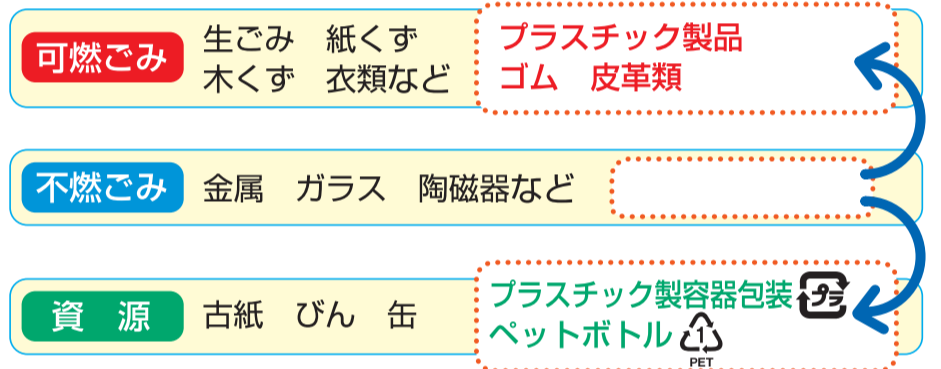 可燃ごみ
生ごみ 紙くず
木くず 衣類など
プラスチック製品
ゴム 皮革類
不燃ごみ
金属 ガラス 陶磁器など
資 源
古紙 びん 缶
プラスチック製容器包装 プラ
ペットボトル 1
PET